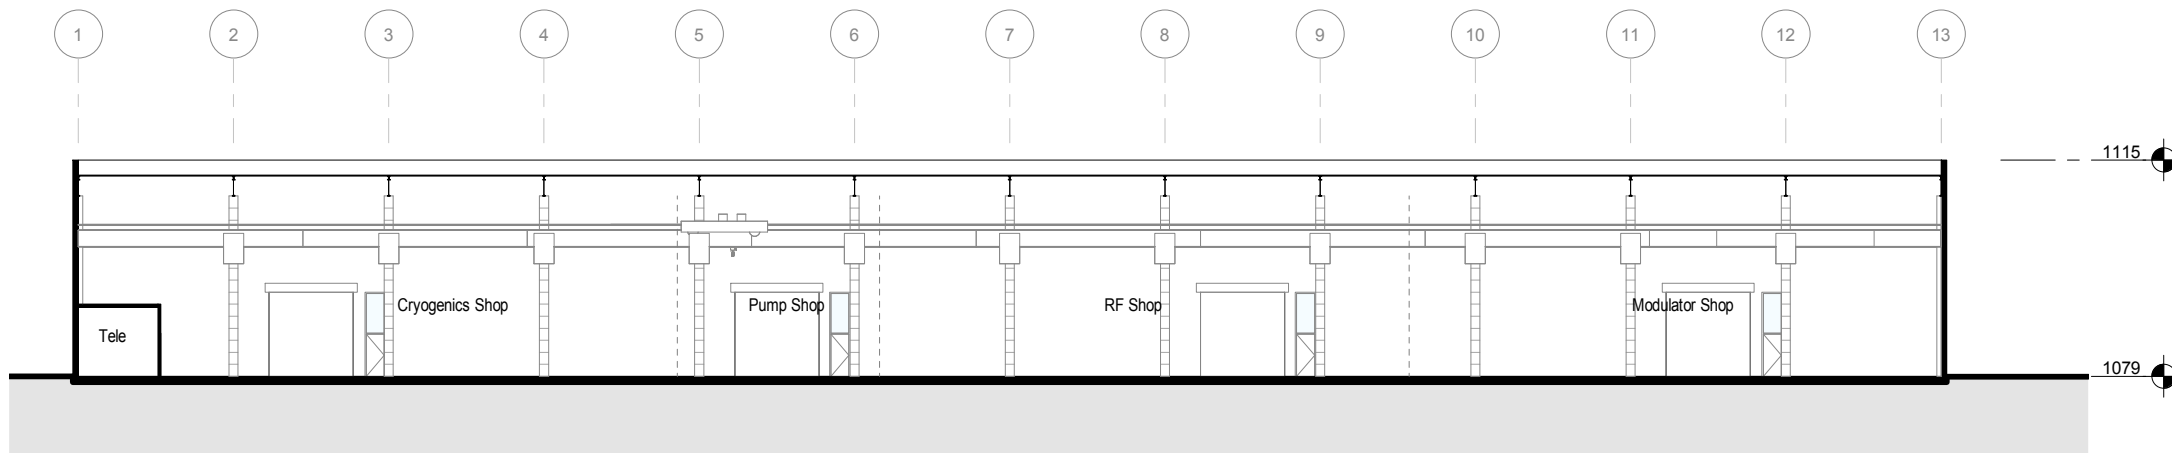 1 2 3 4 5 6 7 8 9 10 11 12 13
1115
Cryogenics Shop Pump Shop RF Shop Modulator Shop
Tele
1079